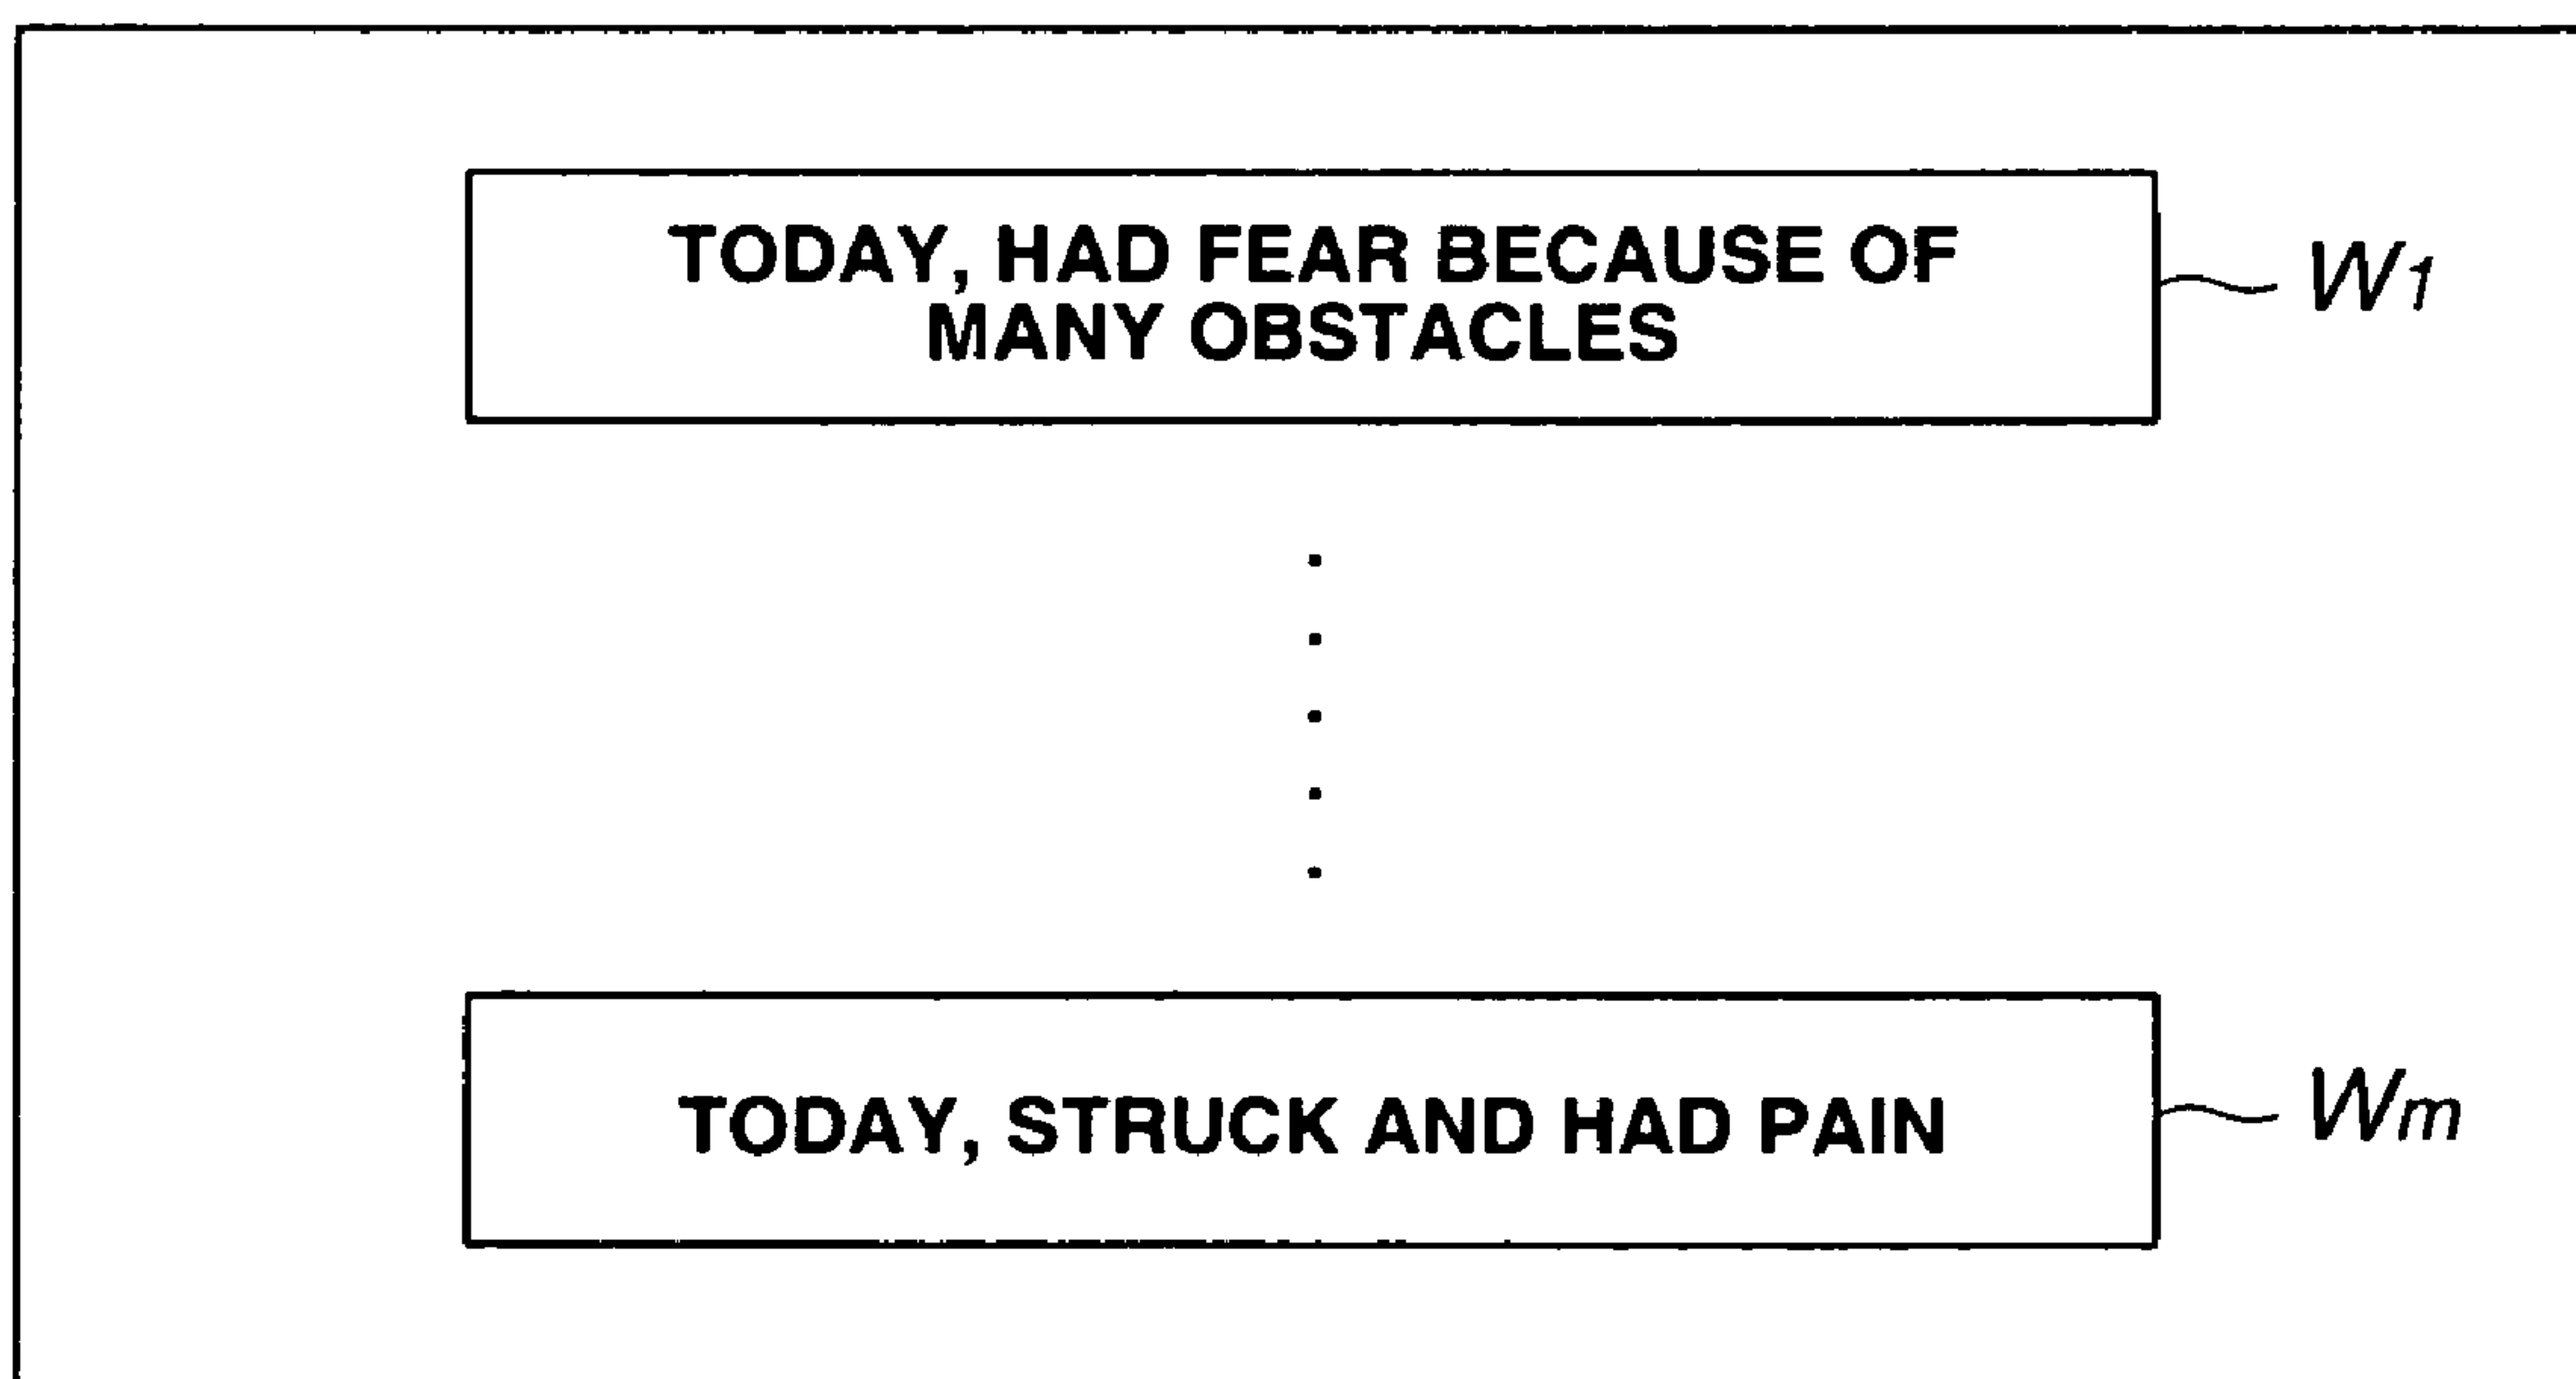 TODAY, HAD FEAR BECAUSE OF
MANY OBSTACLES
W1
TODAY, STRUCK AND HAD PAIN
Wm